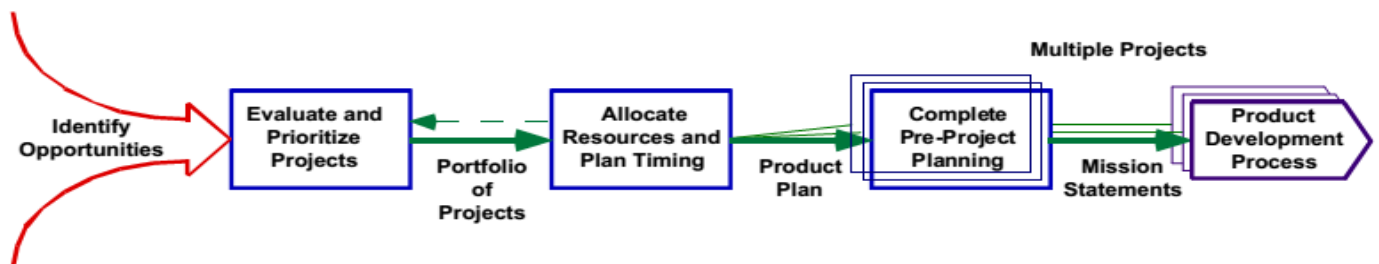 Multiple Projects
Identify
Opportunities
Evaluate and
Prioritize
Projects
Portfolio
of
Projects
Allocate
Resources and
Plan Timing
Product
Plan
Complete
Pre-Project
Planning
Mission
Statements
Product
Development
Process